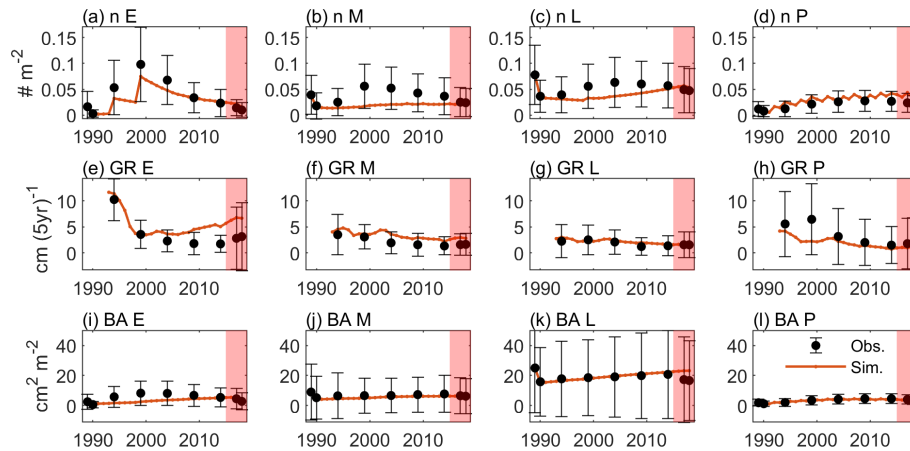 (a) n E (b) n M (c) n L (d) n P
0.15 0.15 0.15 0.15
0.1 0.1 0.1 0.1
0.05 0.05 0.05 0.05
0 0 0 0
# m-2
1990 2000 2010 1990 2000 2010 1990 2000 2010 1990 2000 2010
(e) GR E (f) GR M (g) GR L (h) GR P
10 10 10 10
5 5 5 5
0 0 0 0
cm (5yr)-1
1990 2000 2010 1990 2000 2010 1990 2000 2010 1990 2000 2010
(i) BA E (j) BA M (k) BA L (l) BA P
40 40 40 40
20 20 20 20
0 0 0 0
cm2 m-2
Obs.
Sim.
1990 2000 2010 1990 2000 2010 1990 2000 2010 1990 2000 2010